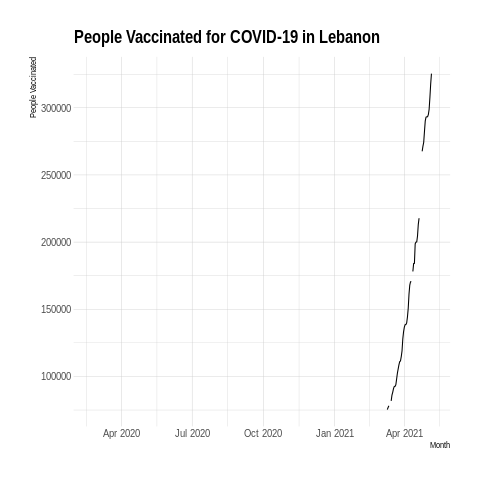 People Vaccinated for COVID-19 in Lebanon
People Vaccinated
300000
250000
200000
150000
100000
Apr 2020 Jul 2020 Oct 2020 Jan 2021 Apr 2021
Month